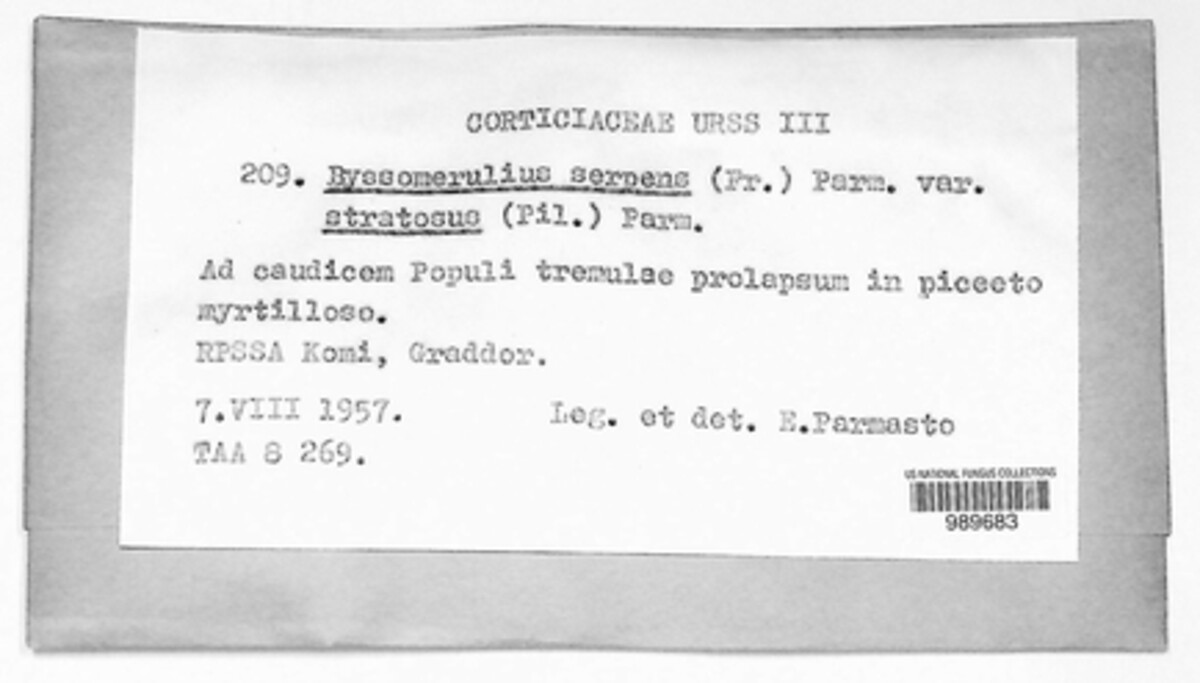 CORTICIACEAE URSS III
209. Byssomerulius serpens (Fr.) Parm. var.
stratosus (Pil.) Parm.
Ad caudicem Populi tremulae prolapsum in piceeto
myrtilloso.
RPSSA Komi, Graddor.
7.VIII 1957. Leg. et det. E.Parmasto
TAA 8 269.
US NATIONAL FUNGUS COLLECTIONS
989683